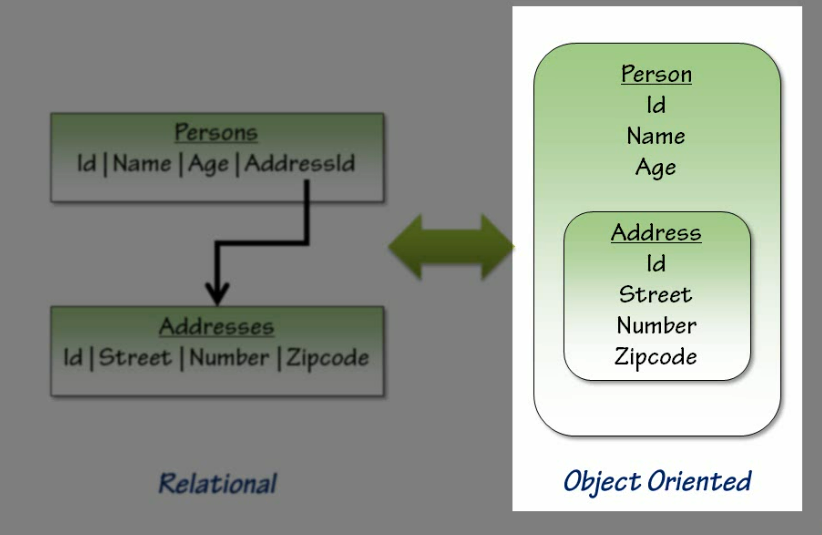 Persons
Id | Name | Age | AddressId
Addresses
Id | Street | Number | Zipcode
Relational
Person
Id
Name
Age
Address
Id
Street
Number
Zipcode
Object Oriented